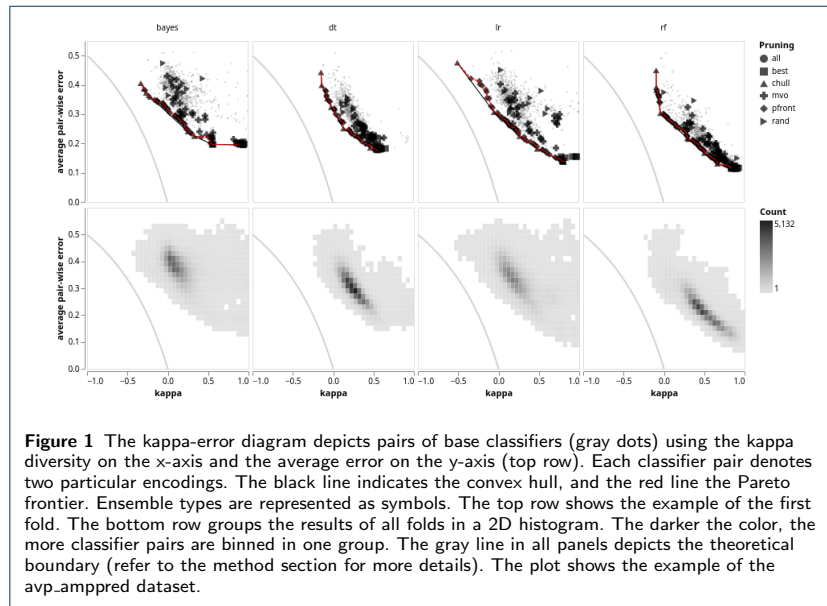 bayes
dt
lr
rf
average pair-wise error
0.5
0.4
0.3
0.2
0.1
0.0
Pruning
all
best
chull
mvo
pfront
rand
average pair-wise error
0.5
0.4
0.3
0.2
0.1
0.0
−1.0 −0.5 0.0 0.5 1.0
kappa
−1.0 −0.5 0.0 0.5 1.0
kappa
−1.0 −0.5 0.0 0.5 1.0
kappa
−1.0 −0.5 0.0 0.5 1.0
kappa
Count
5,132
1
Figure 1 The kappa-error diagram depicts pairs of base classifiers (gray dots) using the kappa
diversity on the x-axis and the average error on the y-axis (top row). Each classifier pair denotes
two particular encodings. The black line indicates the convex hull, and the red line the Pareto
frontier. Ensemble types are represented as symbols. The top row shows the example of the first
fold. The bottom row groups the results of all folds in a 2D histogram. The darker the color, the
more classifier pairs are binned in one group. The gray line in all panels depicts the theoretical
boundary (refer to the method section for more details). The plot shows the example of the
avp_amppred dataset.